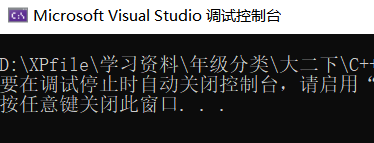 Microsoft Visual Studio 调试控制台
D:\XPfile\学习资料\年级分类\大二下\C++
要在调试停止时自动关闭控制台，请启用“
按任意键关闭此窗口. . .